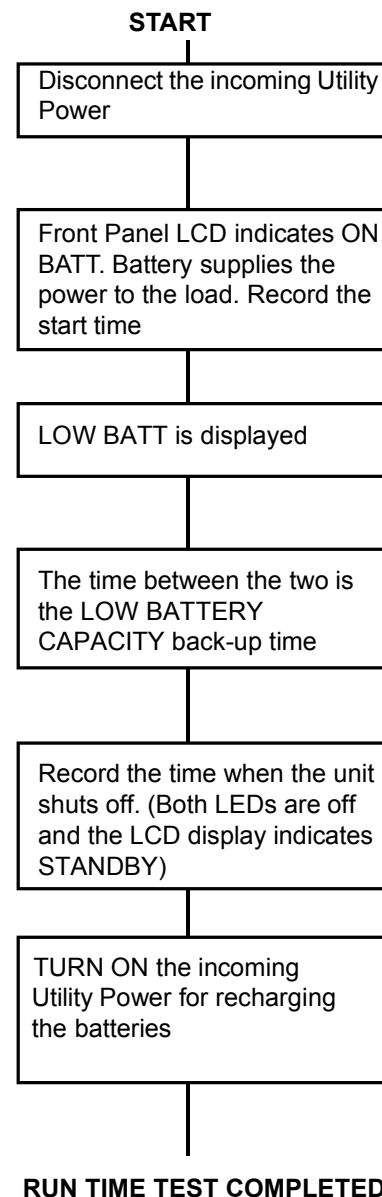 START
Disconnect the incoming Utility
Power
Front Panel LCD indicates ON
BATT. Battery supplies the
power to the load. Record the
start time
LOW BATT is displayed
The time between the two is
the LOW BATTERY
CAPACITY back-up time
Record the time when the unit
shuts off. (Both LEDs are off
and the LCD display indicates
STANDBY)
TURN ON the incoming
Utility Power for recharging
the batteries
RUN TIME TEST COMPLETED